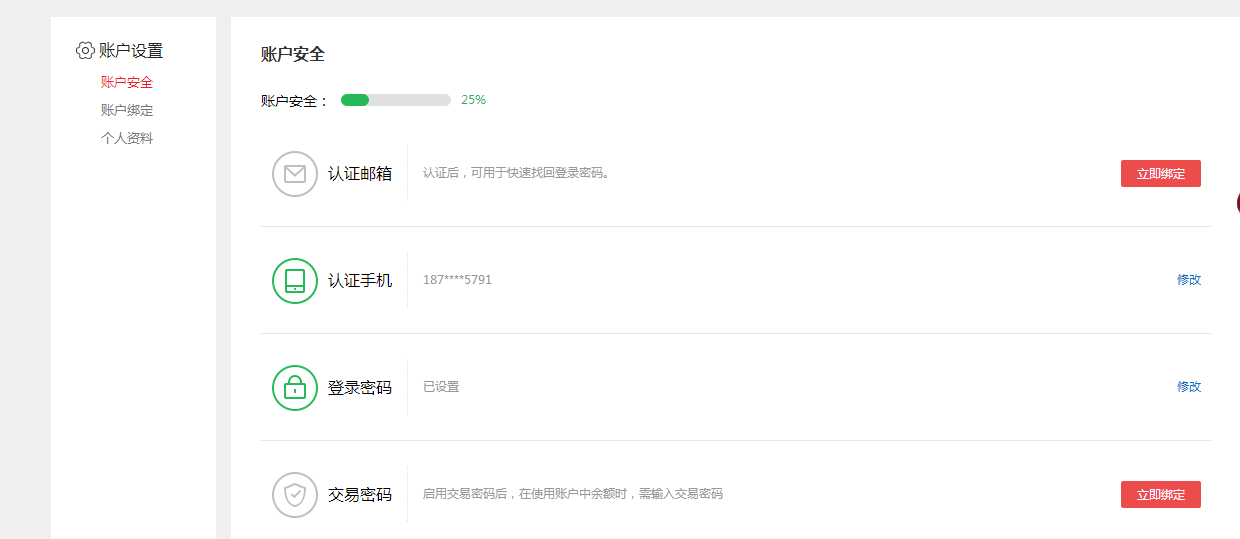 账户设置
账户安全
账户绑定
个人资料
账户安全
账户安全： 25%
认证邮箱 认证后，可用于快速找回登录密码。 立即绑定
认证手机 187****5791 修改
登录密码 已设置 修改
交易密码 启用交易密码后，在使用账户中余额时，需输入交易密码 立即绑定